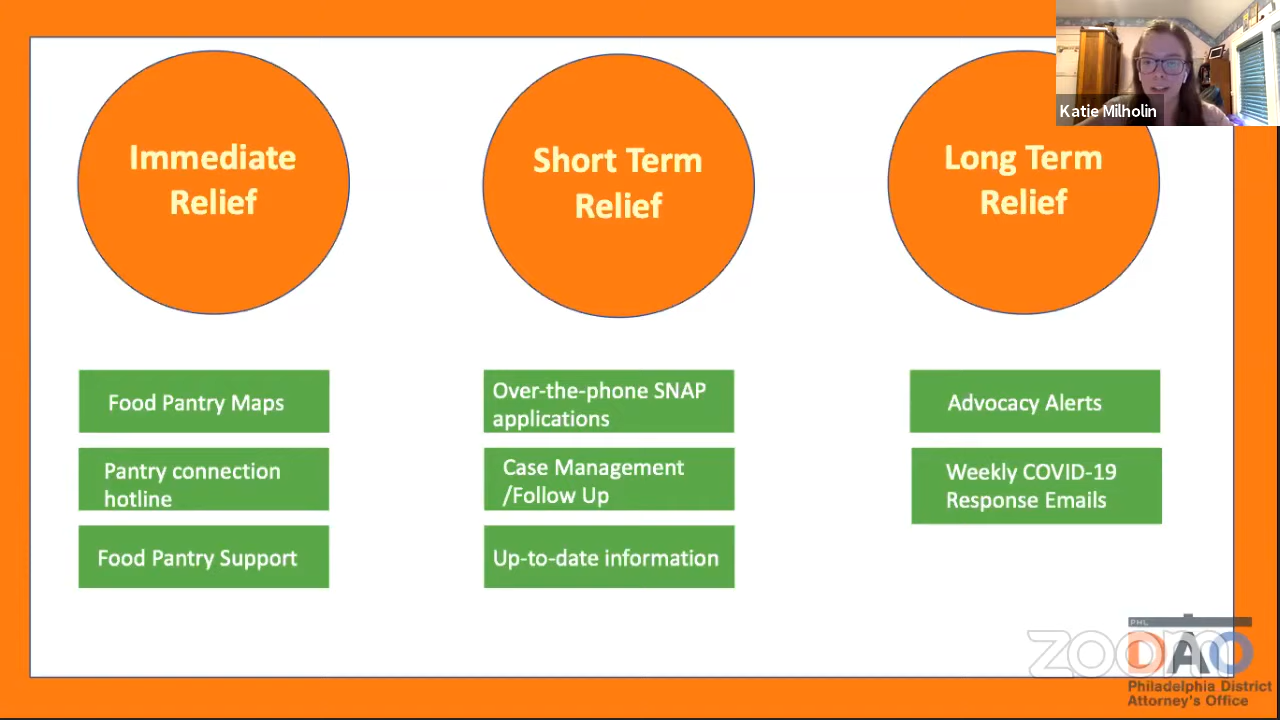 Immediate
Relief
Short Term
Relief
Long Term
Relief
Katie Milholin
Food Pantry Maps
Pantry connection
hotline
Food Pantry Support
Over-the-phone SNAP
applications
Case Management
/Follow Up
Up-to-date information
Advocacy Alerts
Weekly COVID-19
Response Emails
zoom
PHL
DAO
Philadelphia District
Attorney's Office